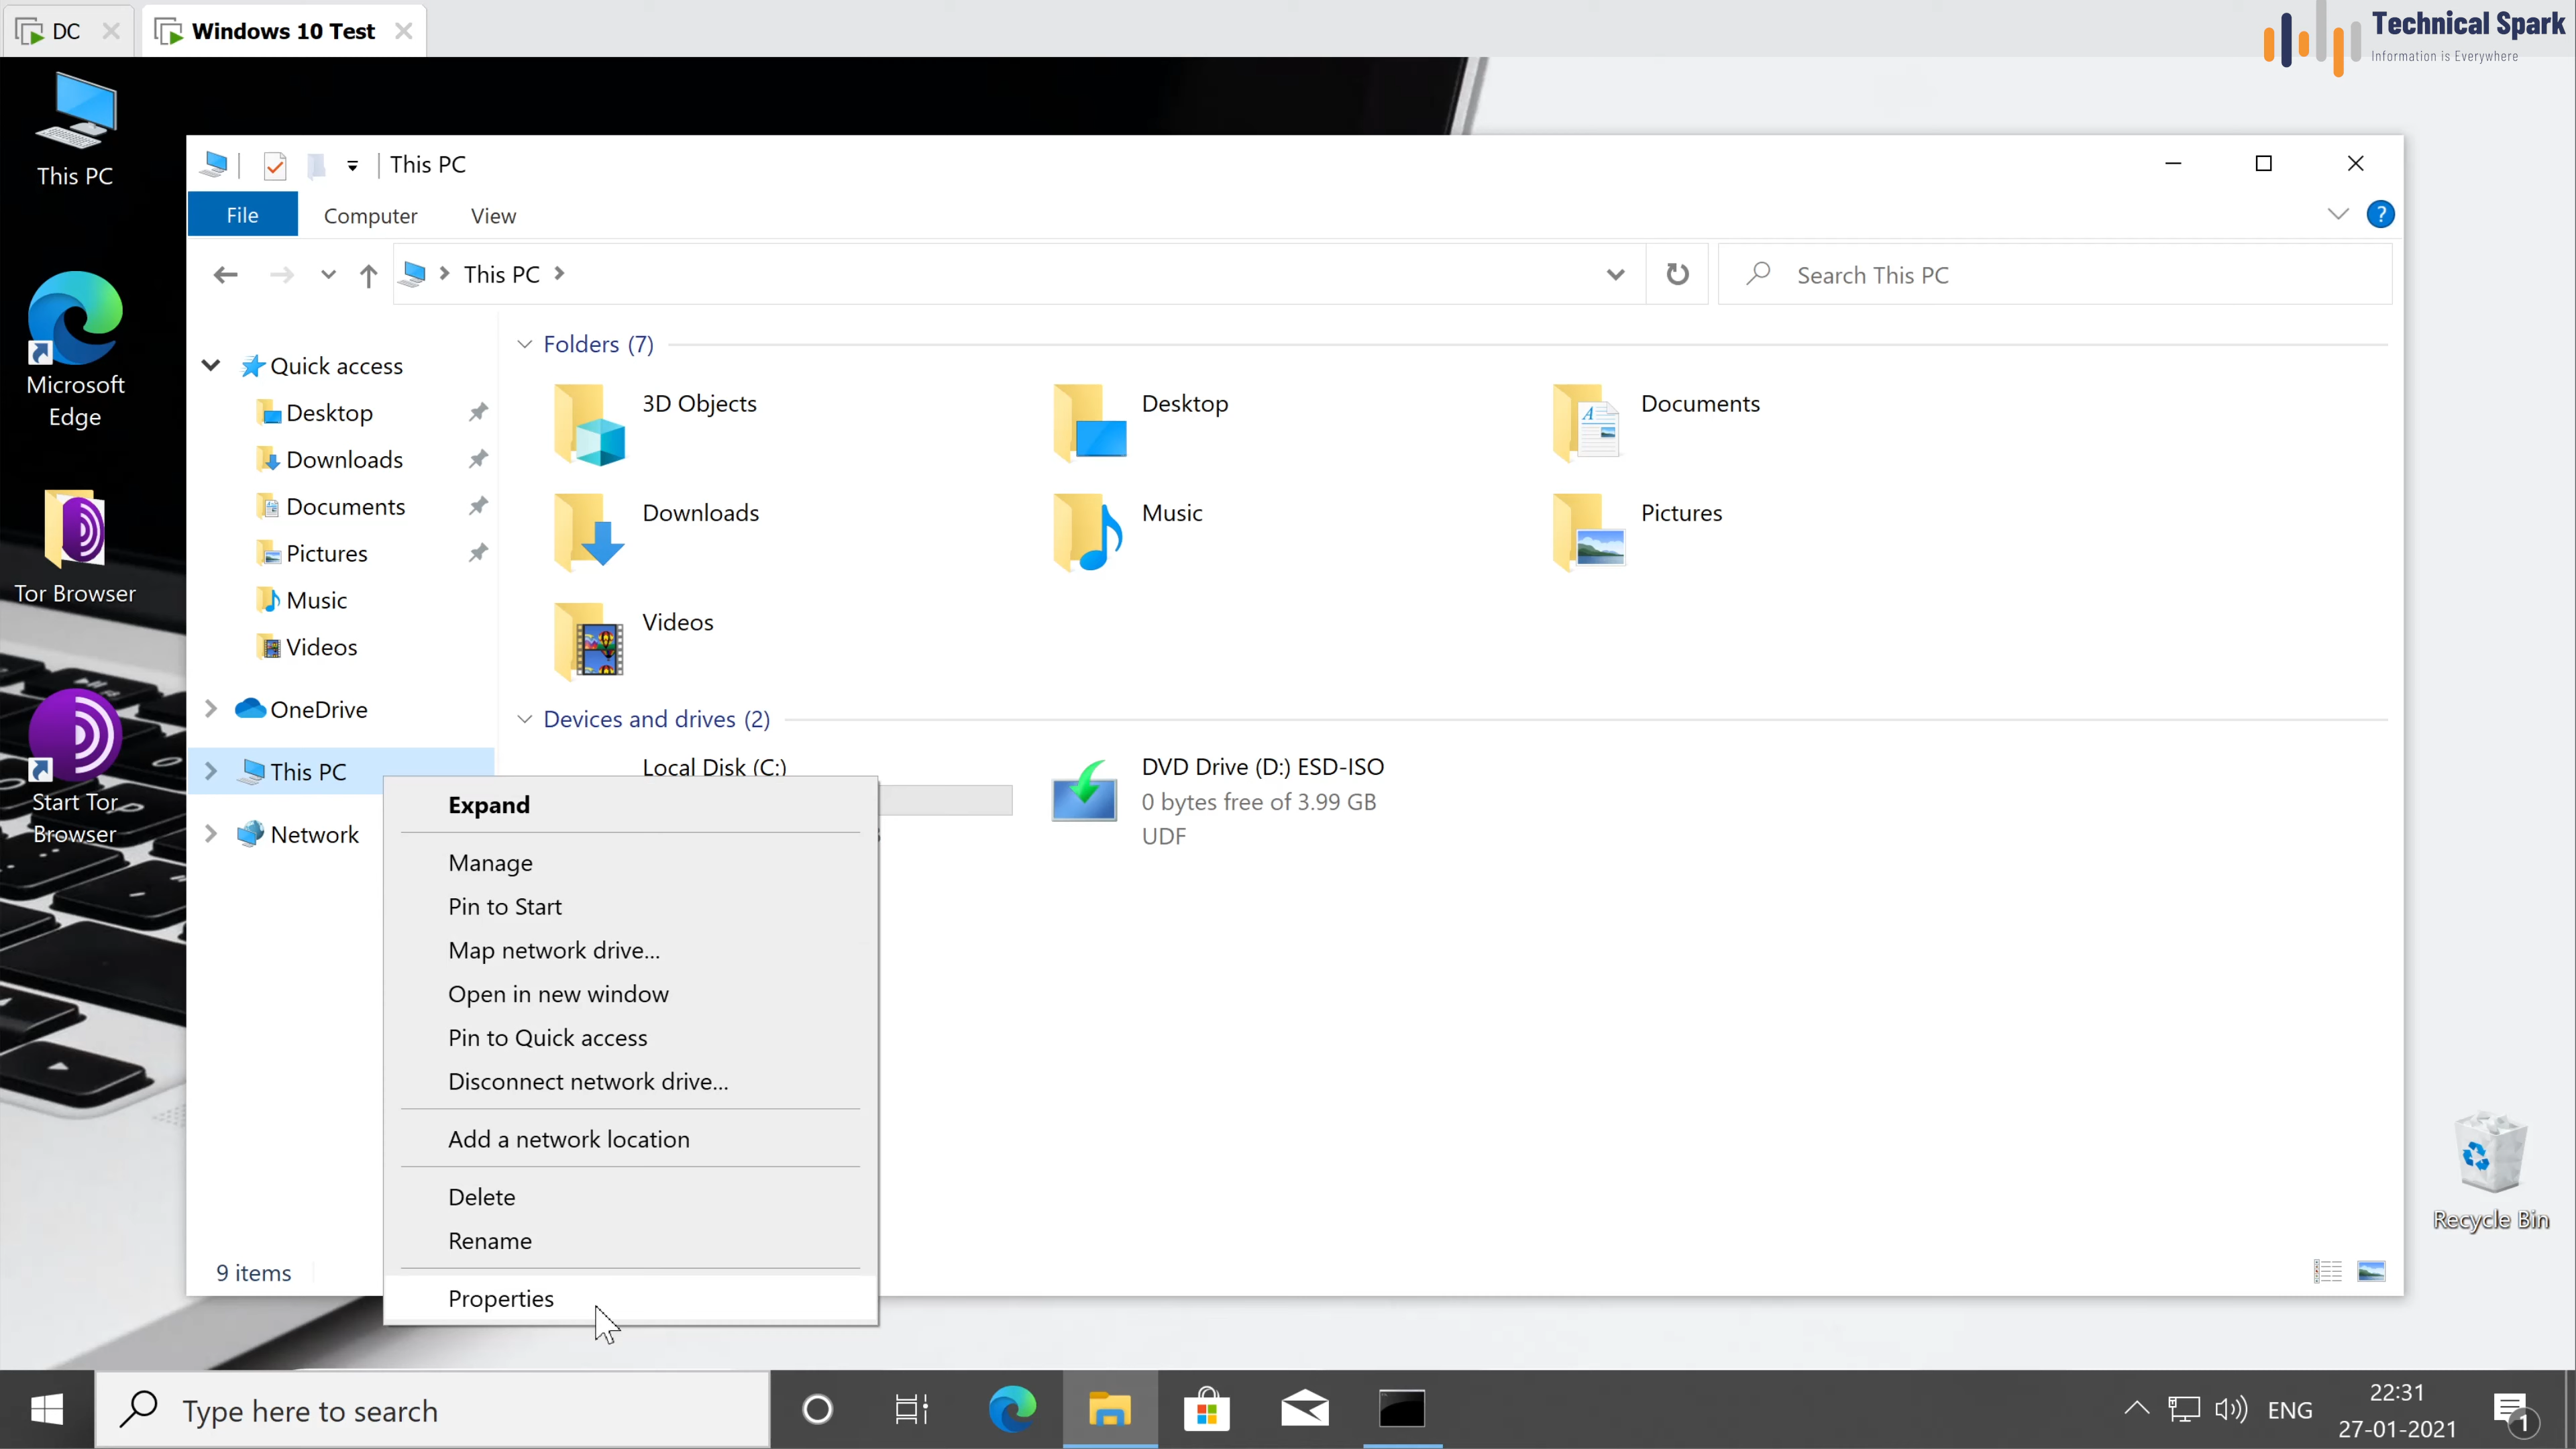 DC
Windows 10 Test
Technical Spark
Information is Everywhere
This PC
Microsoft
Edge
Tor Browser
Start Tor
Browser
This PC
File
Computer
View
This PC
Search This PC
Quick access
Desktop
Downloads
Documents
Pictures
Music
Videos
OneDrive
This PC
Network
Folders (7)
3D Objects
Desktop
Documents
Downloads
Music
Pictures
Videos
Devices and drives (2)
Local Disk (C:)
DVD Drive (D:) ESD-ISO
0 bytes free of 3.99 GB
UDF
Expand
Manage
Pin to Start
Map network drive...
Open in new window
Pin to Quick access
Disconnect network drive...
Add a network location
Delete
Rename
Properties
9 items
Recycle Bin
Type here to search
ENG
22:31
27-01-2021
1